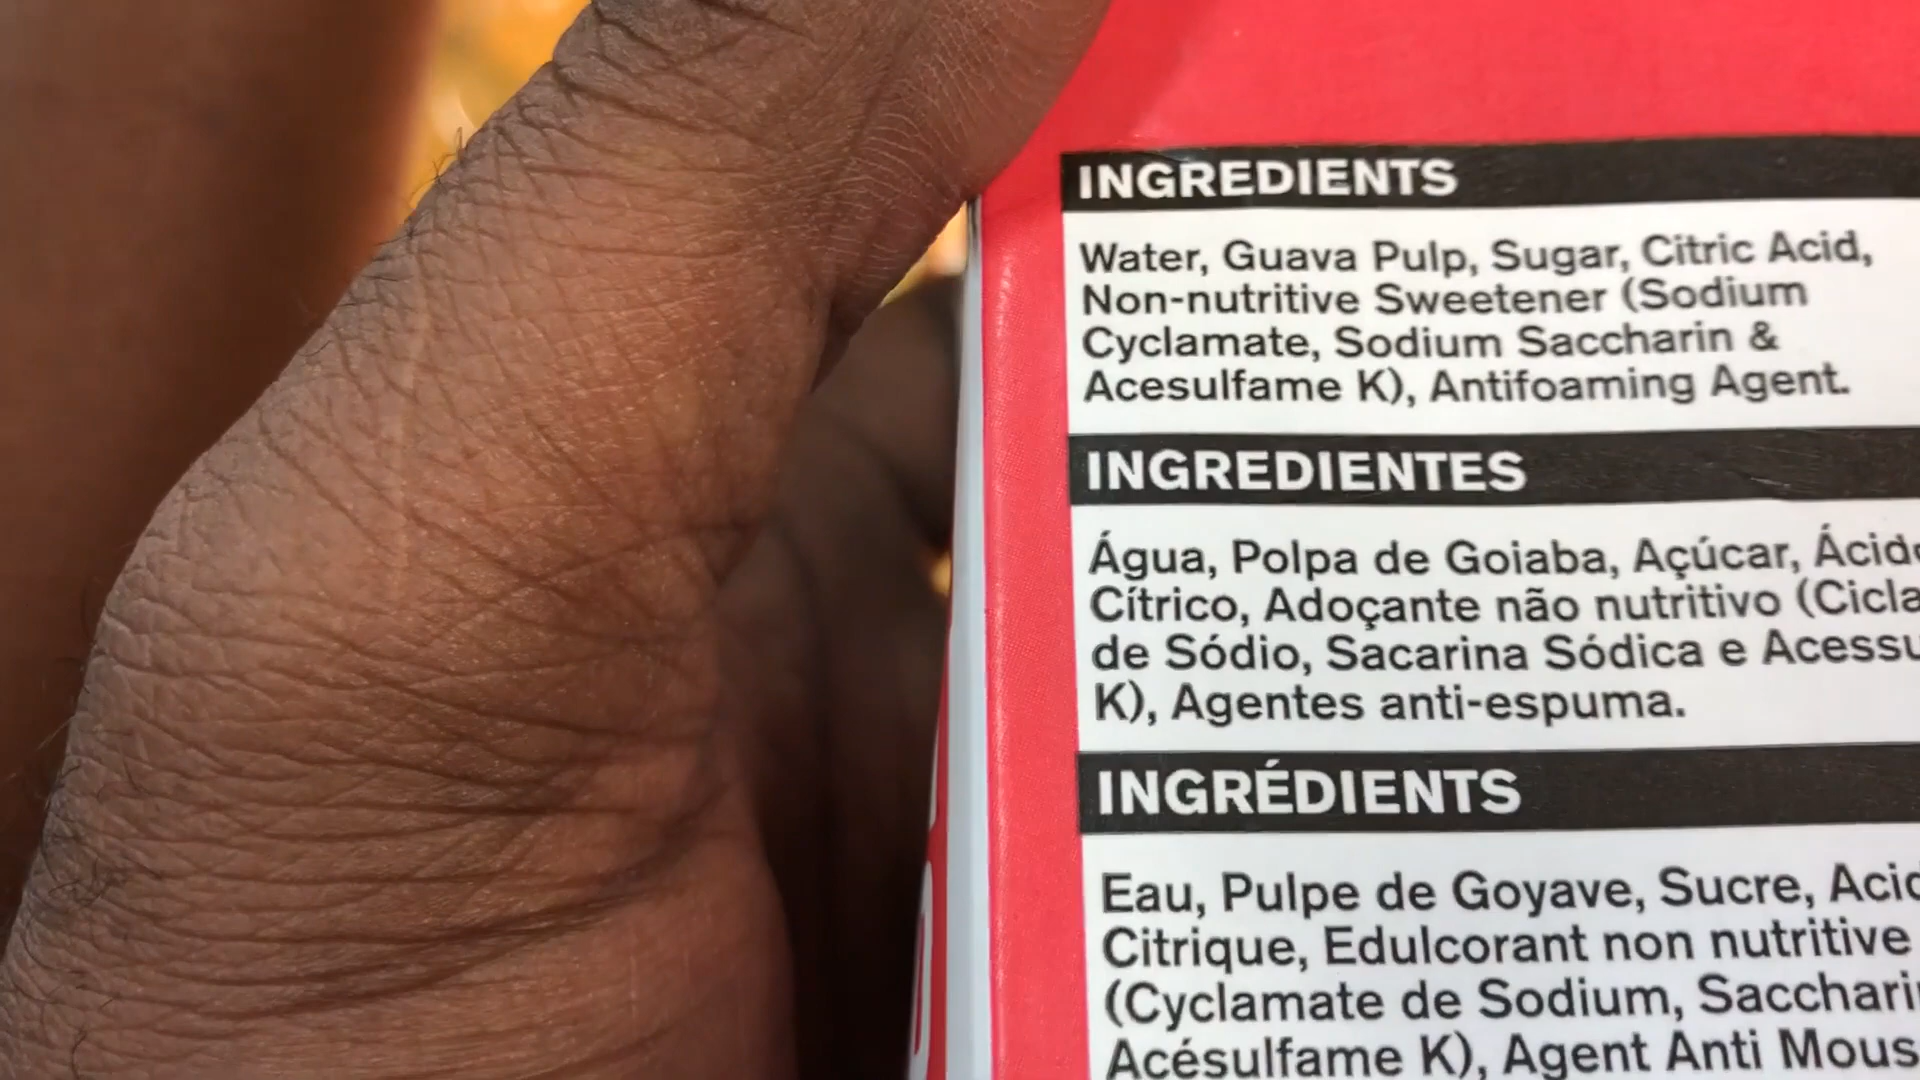 INGREDIENTS
Water, Guava Pulp, Sugar, Citric Acid,
Non-nutritive Sweetener (Sodium
Cyclamate, Sodium Saccharin &
Acesulfame K), Antifoaming Agent.
INGREDIENTES
Água, Polpa de Goiaba, Açúcar,
Cítrico, Adoçante não nutritivo
de Sódio, Sacarina Sódica e
K), Agentes anti-espuma.
INGRÉDIENTS
Eau, Pulpe de Goyave, Sucre,
Citrique, Edulcorant non nutritive
(Cyclamate de Sodium,
Acésulfame K), Agent Anti